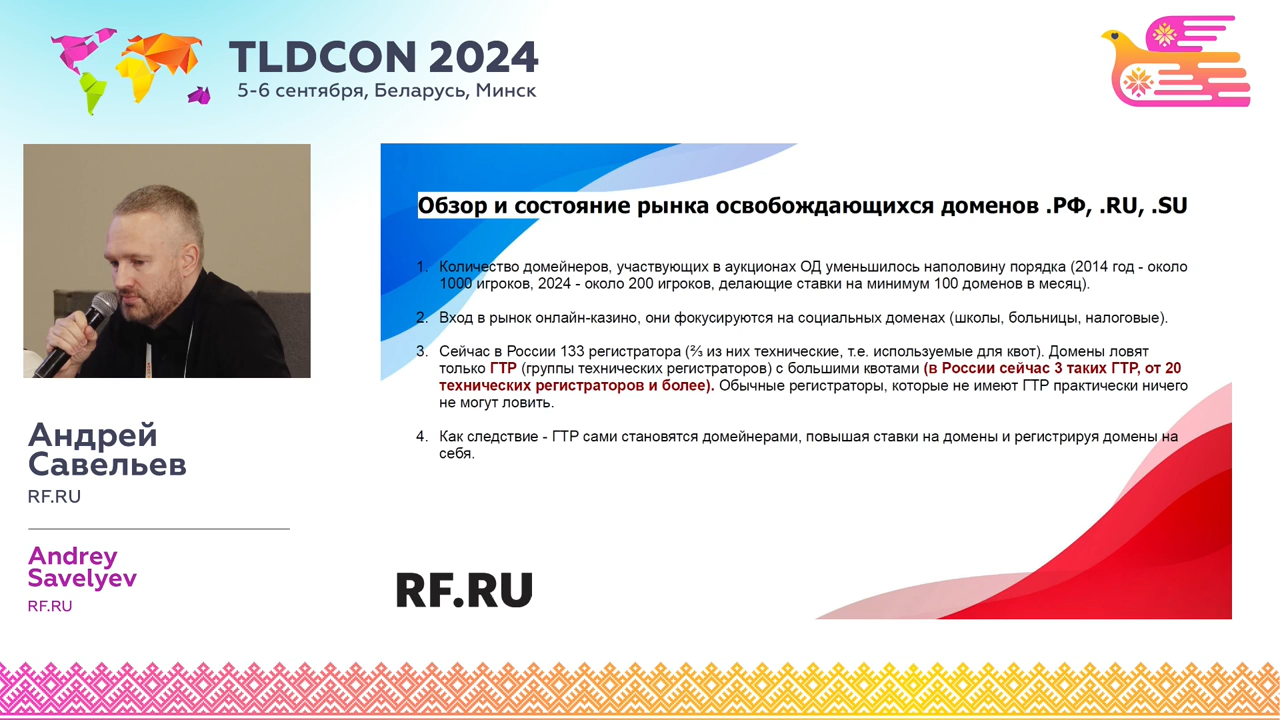 TLDCON 2024
5-6 сентября, Беларусь, Минск
Андрей
Савельев
RF.RU
Andrey
Savelyev
RF.RU
Обзор и состояние рынка освобождающихся доменов .РФ, .RU, .SU
1. Количество домейнеров, участвующих в аукционах ОД уменьшилось наполовину порядка (2014 год - около
1000 игроков, 2024 - около 200 игроков, делающие ставки на минимум 100 доменов в месяц).
2. Вход в рынок онлайн-казино, они фокусируются на социальных доменах (школы, больницы, налоговые).
3. Сейчас в России 133 регистратора (⅔ из них технические, т.е. используемые для квот). Домены ловят
только ГТР (группы технических регистраторов) с большими квотами (в России сейчас 3 таких ГТР, от 20
технических регистраторов и более). Обычные регистраторы, которые не имеют ГТР практически ничего
не могут ловить.
4. Как следствие - ГТР сами становятся домейнерами, повышая ставки на домены и регистрируя домены на
себя.
RF.RU